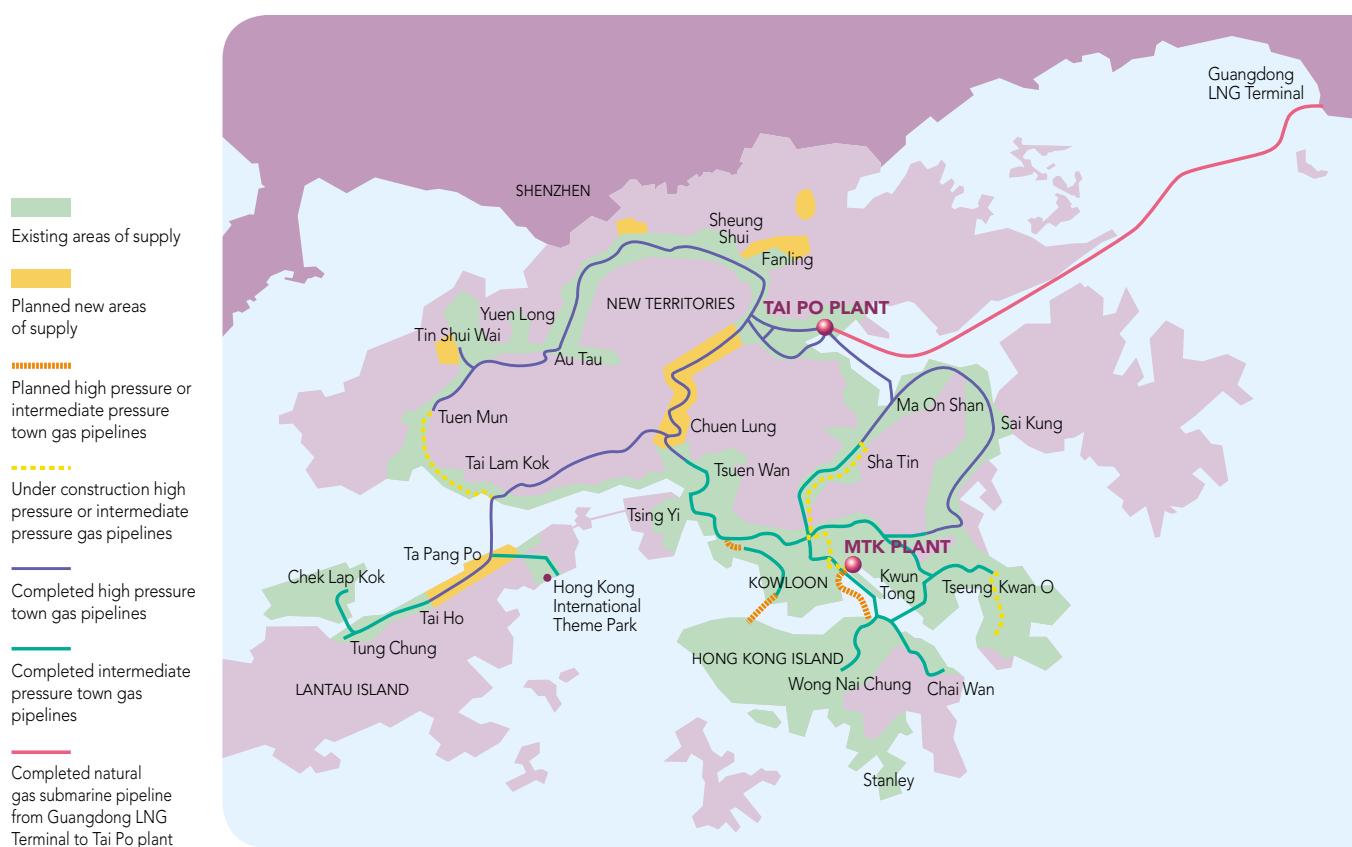 Existing areas of supply
Planned new areas
of supply
Planned high pressure or
intermediate pressure
town gas pipelines
Under construction high
pressure or intermediate
pressure gas pipelines
Completed high pressure
town gas pipelines
Completed intermediate
pressure town gas
pipelines
Completed natural
gas submarine pipeline
from Guangdong LNG
Terminal to Tai Po plant
Guangdong
LNG Terminal
SHENZHEN
Sheung
Shui
Fanling
NEW TERRITORIES
TAI PO PLANT
Yuen Long
Tin Shui Wai
Au Tau
Tuen Mun
Ma On Shan
Sai Kung
Chuen Lung
Tai Lam Kok
Tsuen Wan
Sha Tin
Tsing Yi
Ta Pang Po
MTK PLANT
Chek Lap Kok
Hong Kong
International
Theme Park
KOWLOON
Kwun
Tong
Tseung Kwan O
Tai Ho
Tung Chung
LANTAU ISLAND
HONG KONG ISLAND
Wong Nai Chung
Chai Wan
Stanley